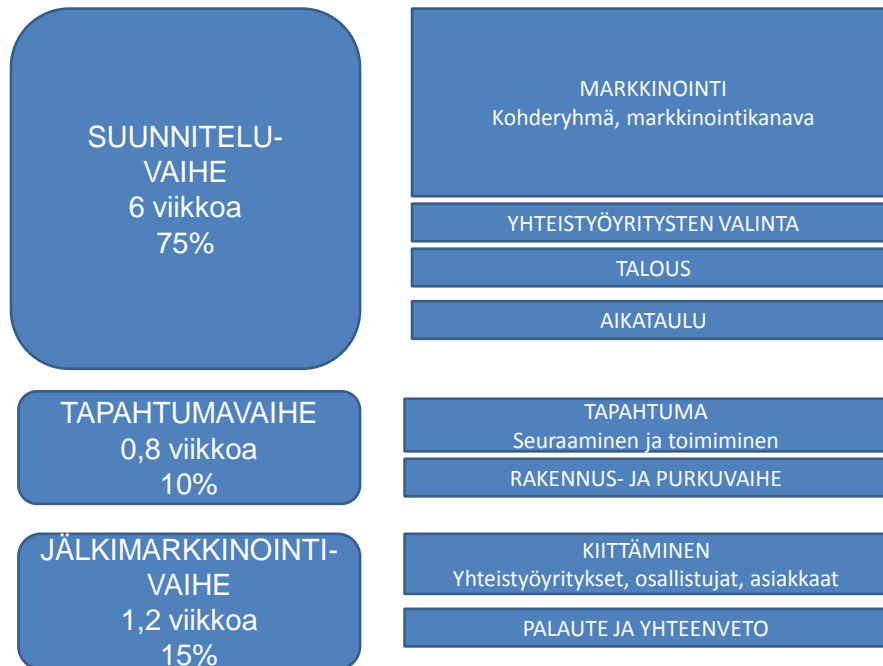 SUUNNITELU-
VAIHE
6 viikkoa
75%
MARKKINOINTI
Kohderyhmä, markkinointikanava
YHTEISTYÖYRITYSTEN VALINTA
TALOUS
AIKATAULU
TAPAHTUMAVAIHE
0,8 viikkoa
10%
TAPAHTUMA
Seuraaminen ja toimiminen
RAKENNUS- JA PURKUVAIHE
JÄLKIMARKKINOINTI-
VAIHE
1,2 viikkoa
15%
KIITTÄMINEN
Yhteistyöyritykset, osallistujat, asiakkaat
PALAUTE JA YHTEENVETO